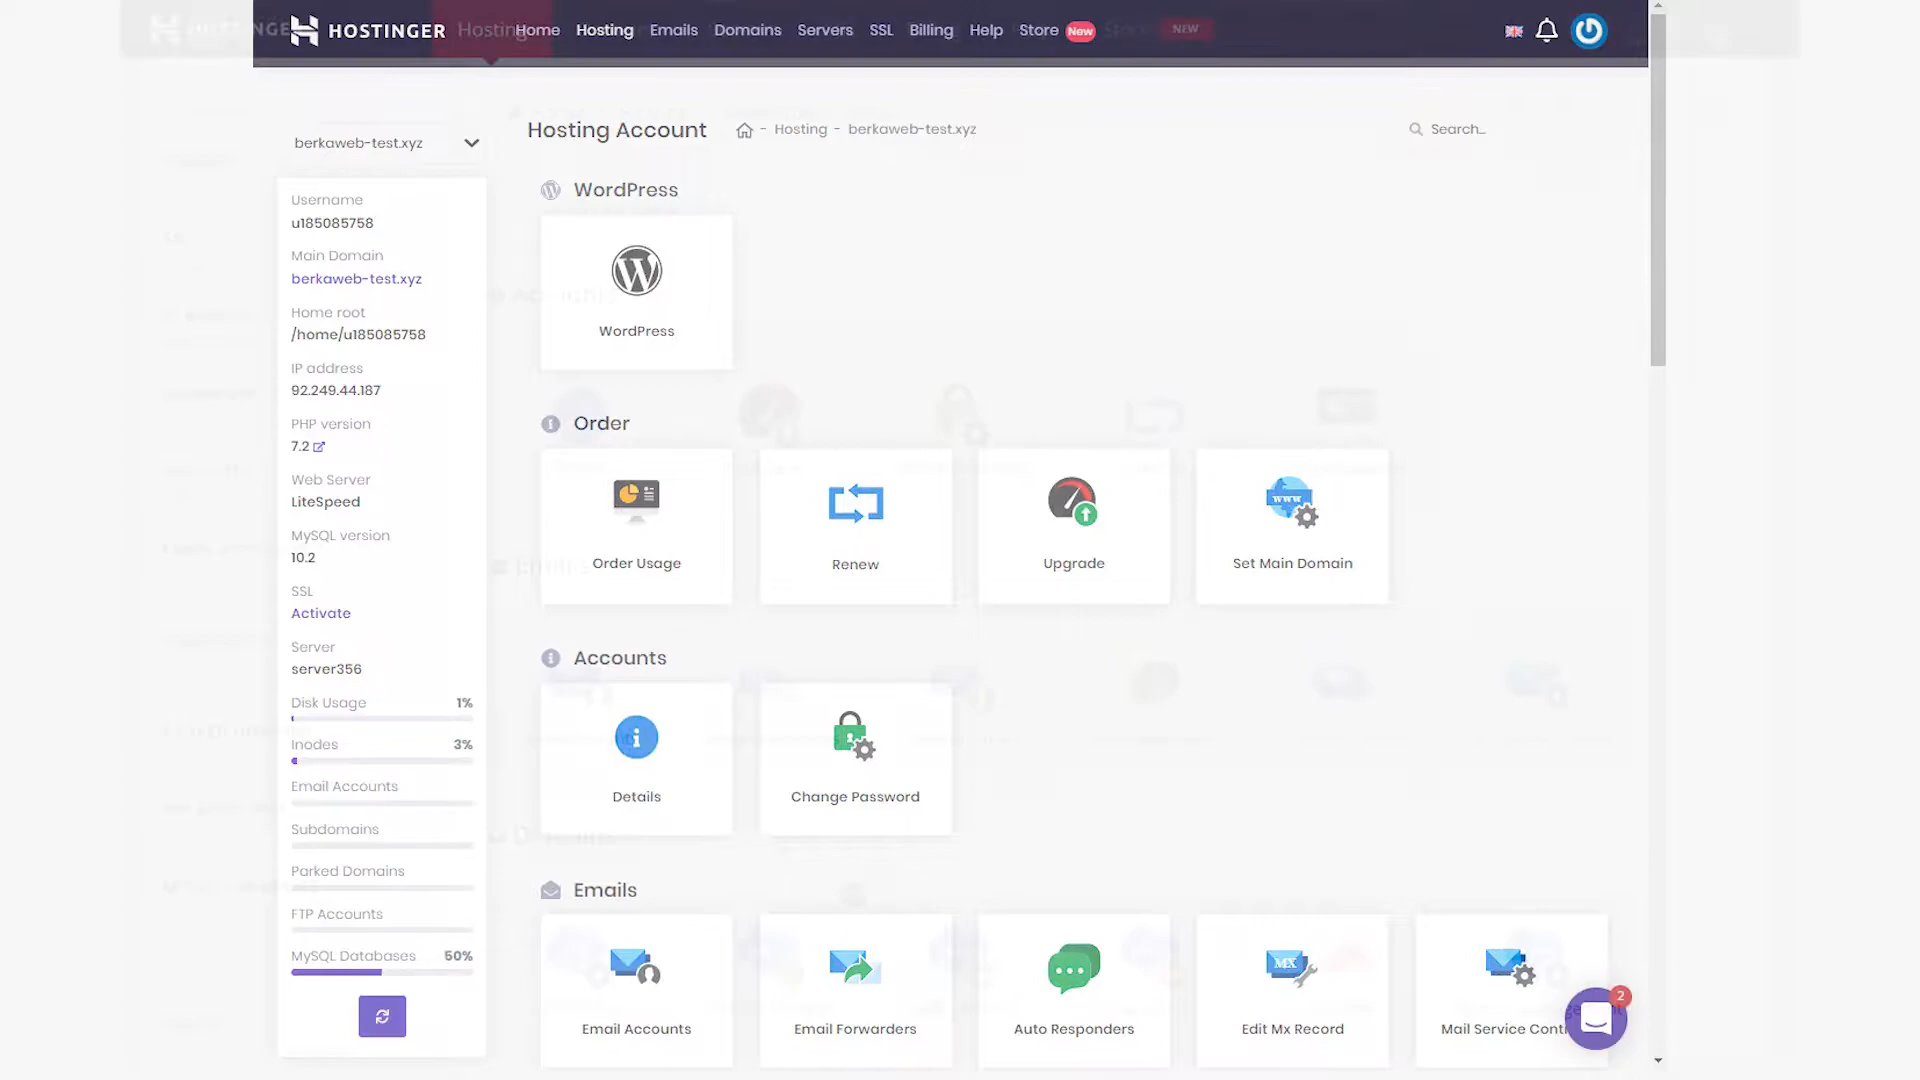 HOSTINGER
Hosting Home Hosting Emails Domains Servers SSL Billing Help Store New
NEW
berkaweb-test.xyz
Hosting Account - Hosting - berkaweb-test.xyz
Search...
Username
u185085758
Main Domain
berkaweb-test.xyz
Home root
/home/u185085758
IP address
92.249.44.187
PHP version
7.2
Web Server
LiteSpeed
MySQL version
10.2
SSL
Activate
Server
server356
Disk Usage 1%
Inodes 3%
Email Accounts
Subdomains
Parked Domains
FTP Accounts
MySQL Databases 50%
WordPress
WordPress
Order
www
Order Usage
Renew
Upgrade
Set Main Domain
Accounts
Details
Change Password
Emails
MX
Email Accounts
Email Forwarders
Auto Responders
Edit Mx Record
Mail Service
2